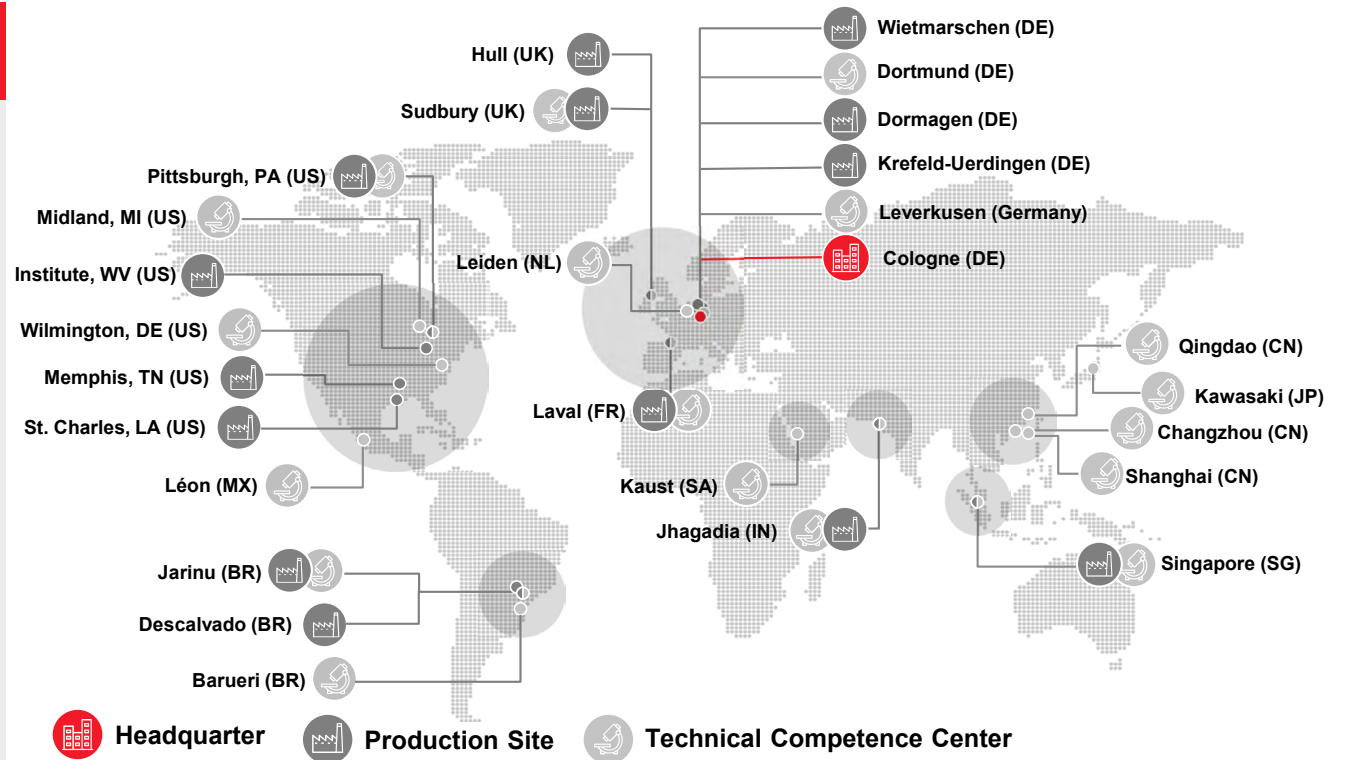 Wietmarschen (DE)
Hull (UK)
Dortmund (DE)
Sudbury (UK)
Dormagen (DE)
Krefeld-Uerdingen (DE)
Pittsburgh, PA (US)
Midland, MI (US)
Leverkusen (Germany)
Leiden (NL)
Cologne (DE)
Institute, WV (US)
Wilmington, DE (US)
Qingdao (CN)
Memphis, TN (US)
Kawasaki (JP)
Laval (FR)
St. Charles, LA (US)
Changzhou (CN)
Shanghai (CN)
Léon (MX)
Kaust (SA)
Jhagadia (IN)
Singapore (SG)
Jarinu (BR)
Descalvado (BR)
Barueri (BR)
Headquarter
Production Site
Technical Competence Center